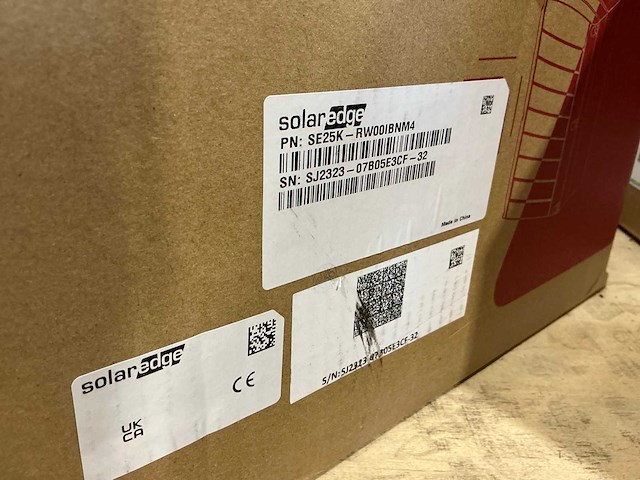 solaredge
PN: SE25K-RW00IBNM4
SN: SJ2323-07B05E3CF-32
Made in China
S/N:SJ2323-07B05E3CF-32
solaredge
CE
UK
CA